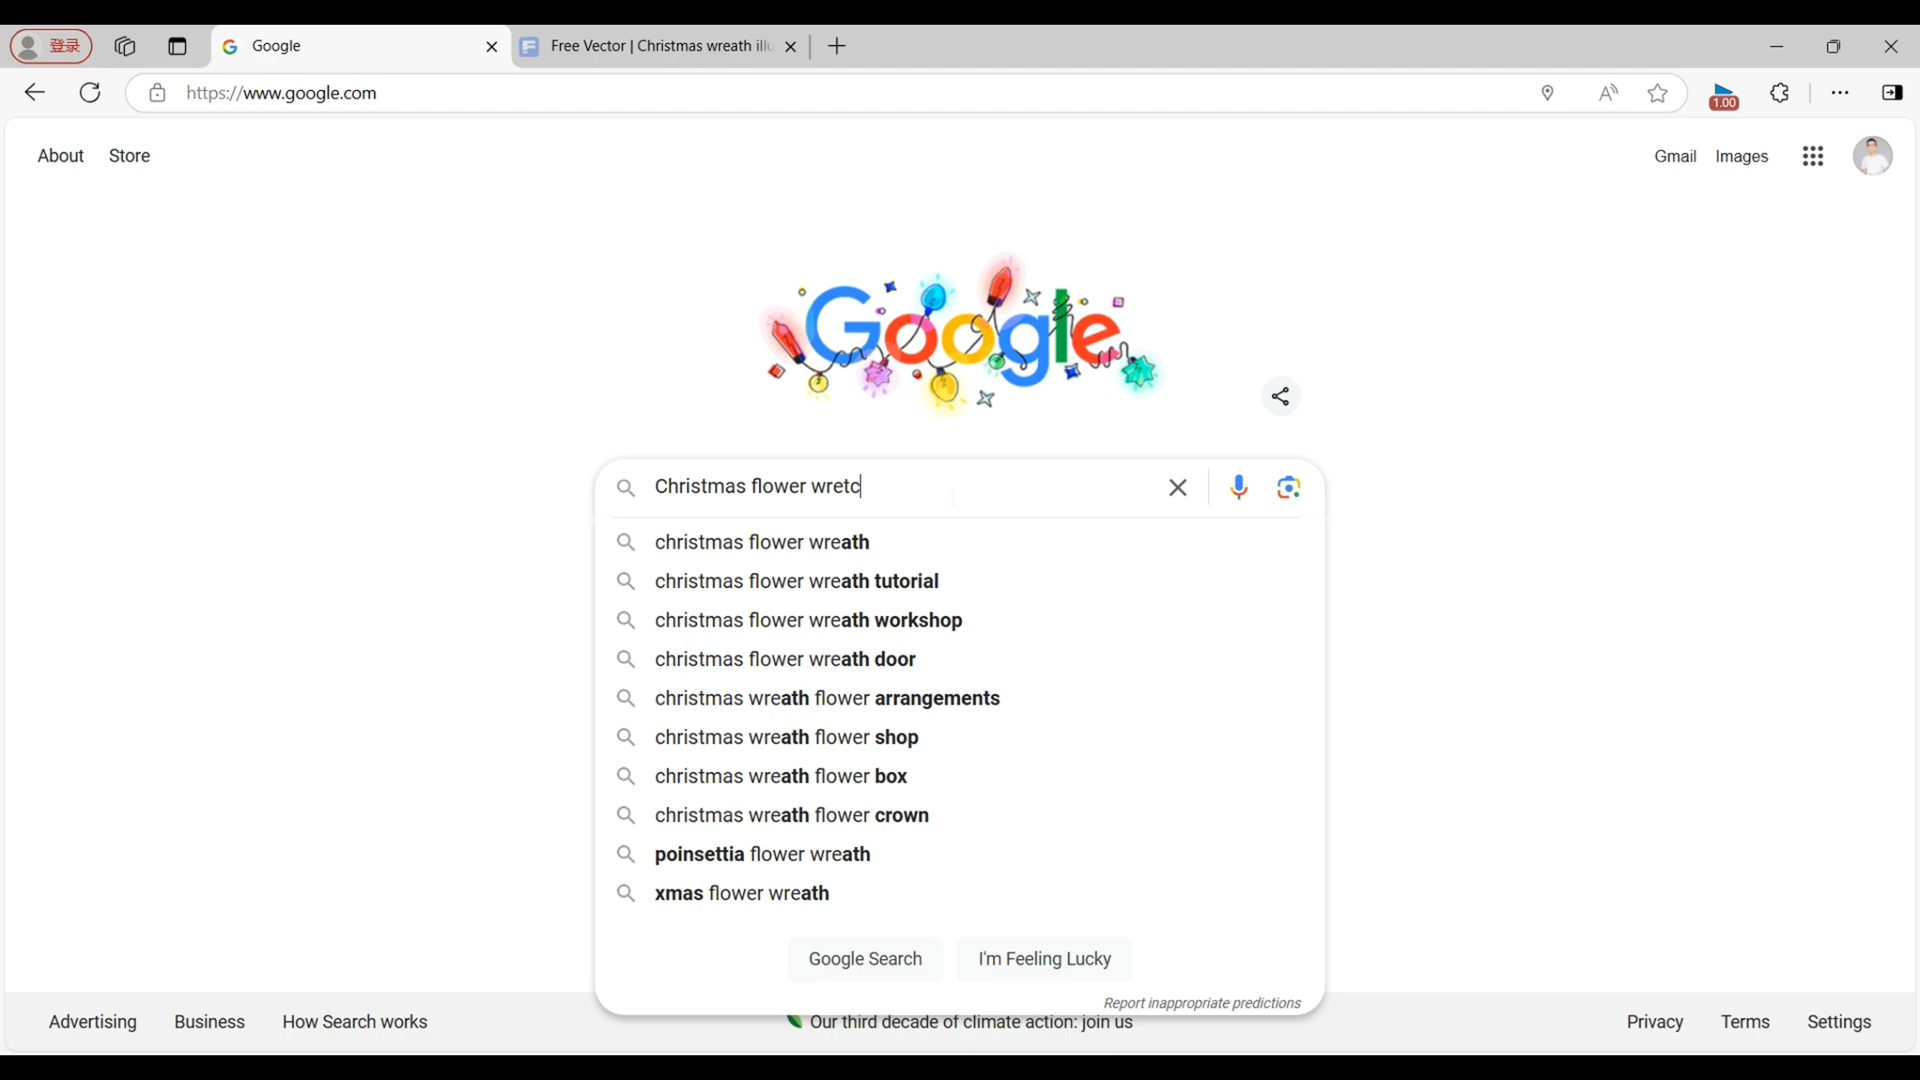 登录
Google
Free Vector | Christmas wreath illu
https://www.google.com
1.00
About Store
Gmail Images
Google
Christmas flower wretc
christmas flower wreath
christmas flower wreath tutorial
christmas flower wreath workshop
christmas flower wreath door
christmas wreath flower arrangements
christmas wreath flower shop
christmas wreath flower box
christmas wreath flower crown
poinsettia flower wreath
xmas flower wreath
Google Search I'm Feeling Lucky
Report inappropriate predictions
Advertising Business How Search works
Our third decade of climate action: join us
Privacy Terms Settings